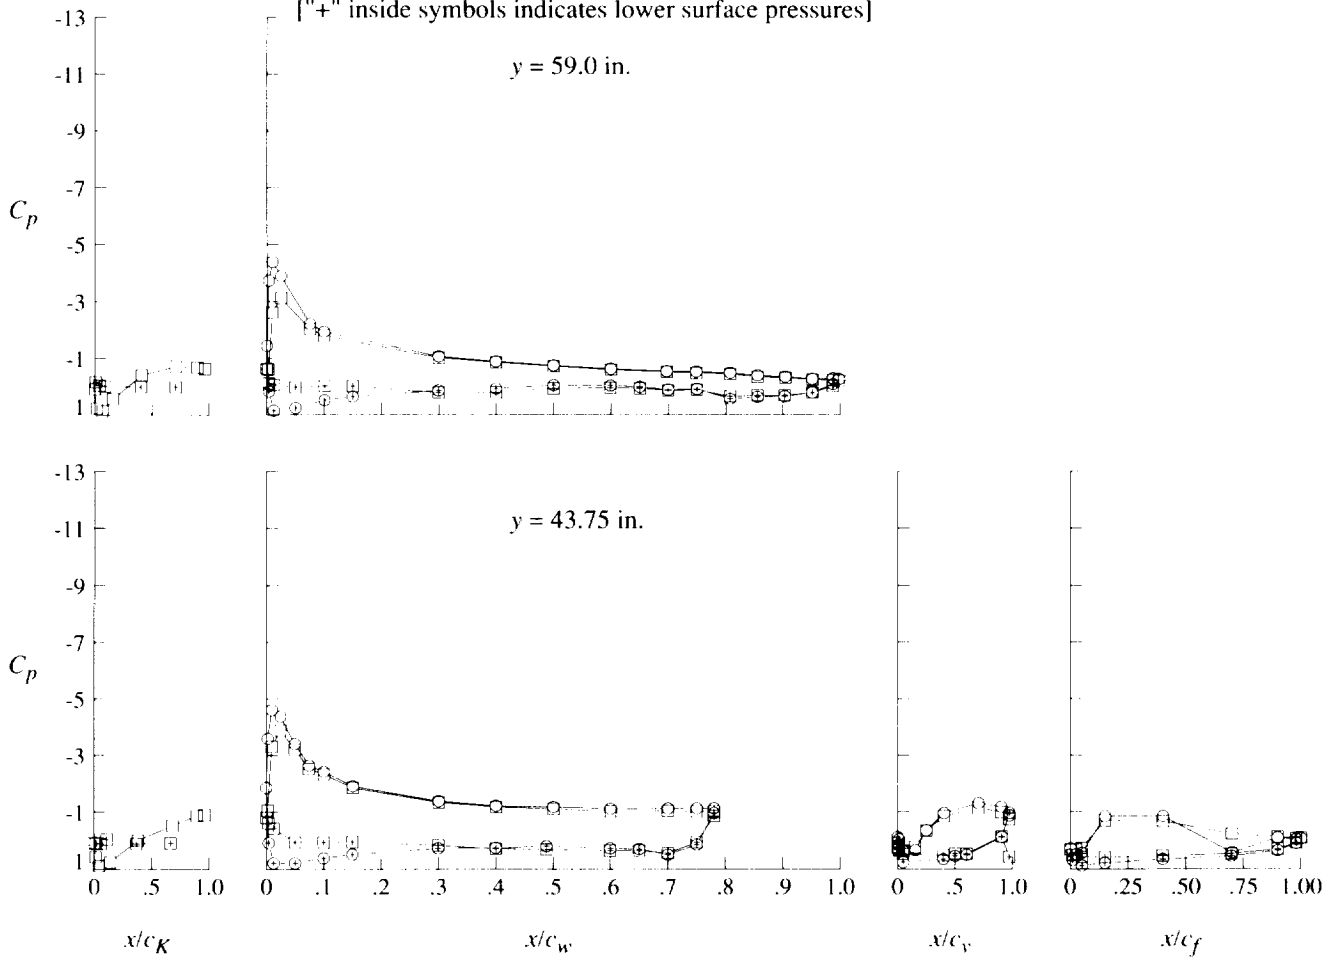 ["+" inside symbols indicates lower surface pressures]
y = 59.0 in.
-13
-11
-9
-7
-5
-3
-1
1
C_p
y = 43.75 in.
-13
-11
-9
-7
-5
-3
-1
1
C_p
0 .5 1.0 0 .1 .2 .3 .4 .5 .6 .7 .8 .9 1.0 0 .5 1.0 0 .25 .50 .75 1.00
x/c_K x/c_w x/c_v x/c_f